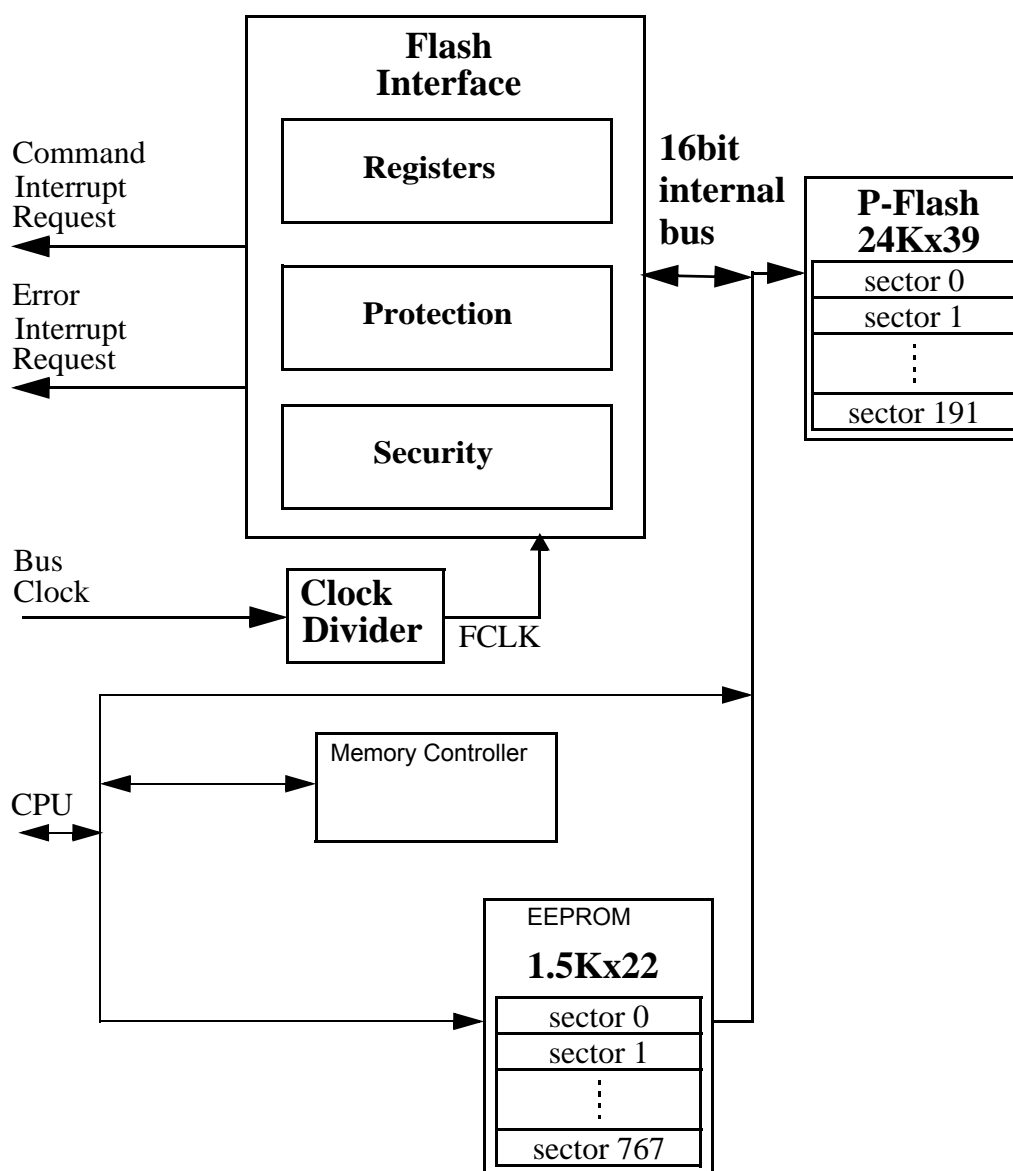 Flash
Interface
Registers
Protection
Security
Command
Interrupt
Request
Error
Interrupt
Request
16bit
internal
bus
P-Flash
24Kx39
sector 0
sector 1
sector 191
Bus
Clock
Clock
Divider
FCLK
Memory Controller
CPU
EEPROM
1.5Kx22
sector 0
sector 1
sector 767